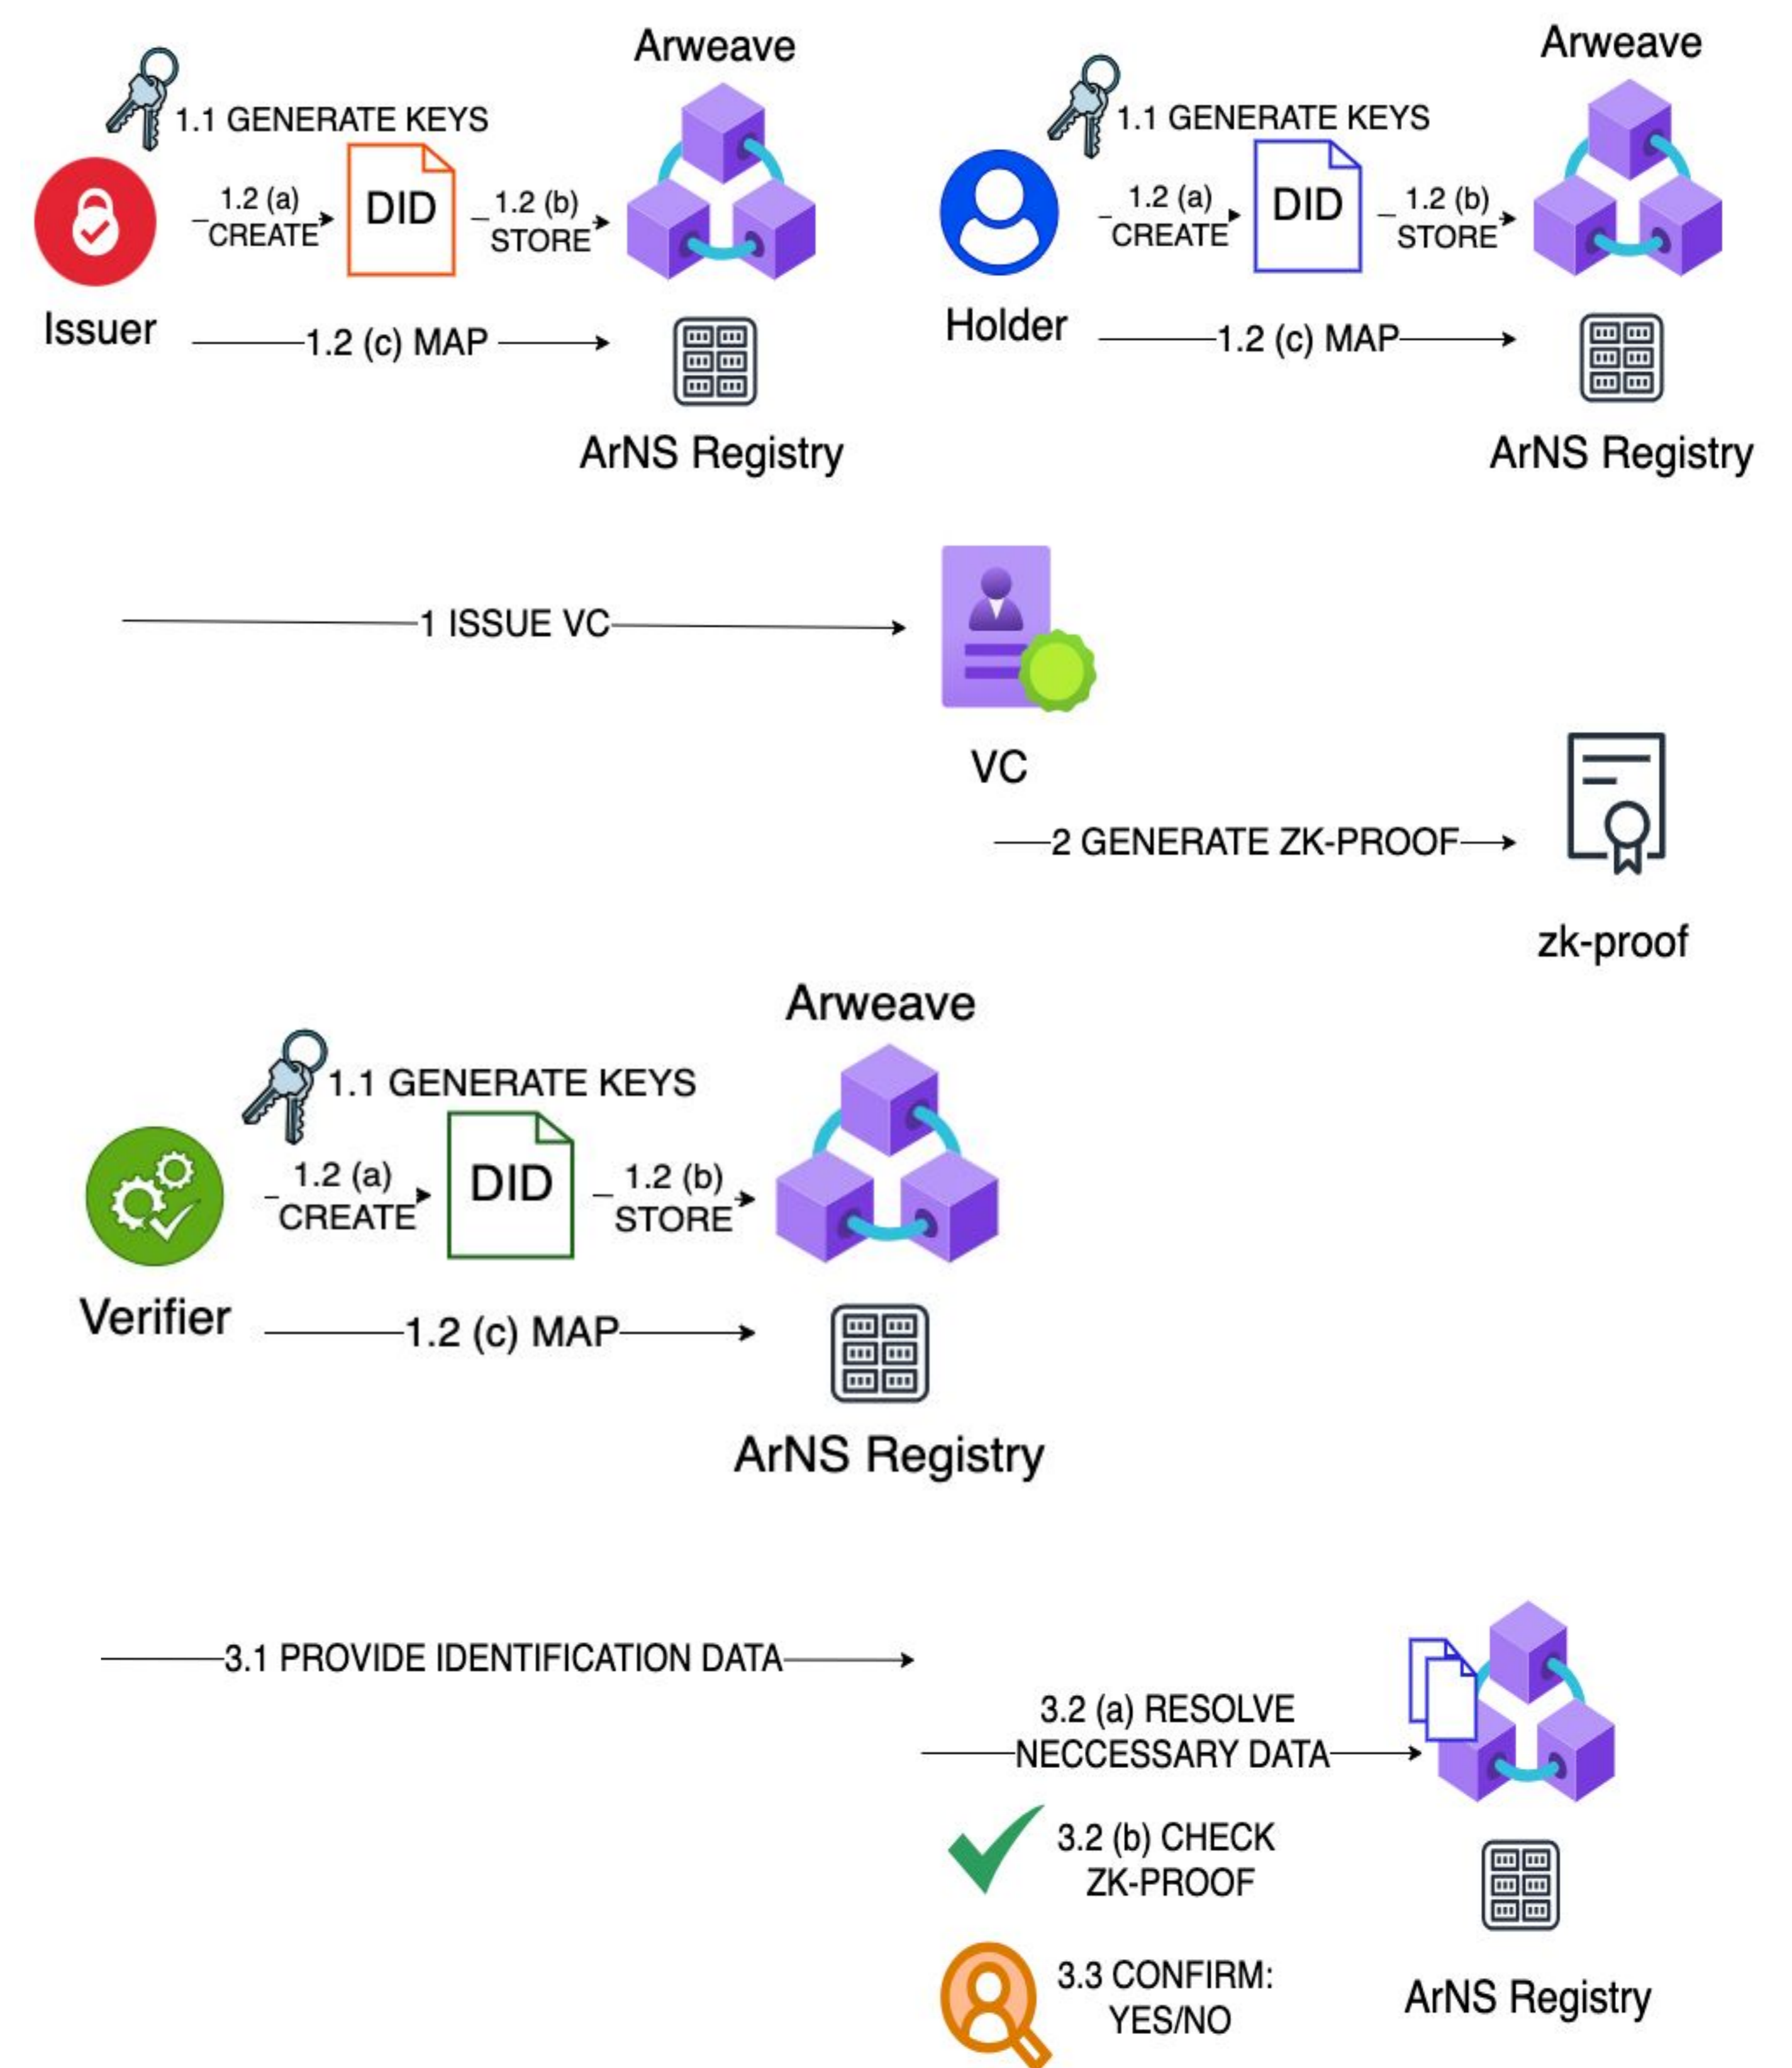 Arweave
1.1 GENERATE KEYS
1.2 (a)
CREATE
DID
1.2 (b)
STORE
Issuer
1.2 (c) MAP
ArNS Registry
Arweave
1.1 GENERATE KEYS
1.2 (a)
CREATE
DID
1.2 (b)
STORE
Holder
1.2 (c) MAP
ArNS Registry
1 ISSUE VC
VC
2 GENERATE ZK-PROOF
zk-proof
Arweave
1.1 GENERATE KEYS
1.2 (a)
CREATE
DID
1.2 (b)
STORE
Verifier
1.2 (c) MAP
ArNS Registry
3.1 PROVIDE IDENTIFICATION DATA
3.2 (a) RESOLVE
NECCESSARY DATA
3.2 (b) CHECK
ZK-PROOF
3.3 CONFIRM:
YES/NO
ArNS Registry